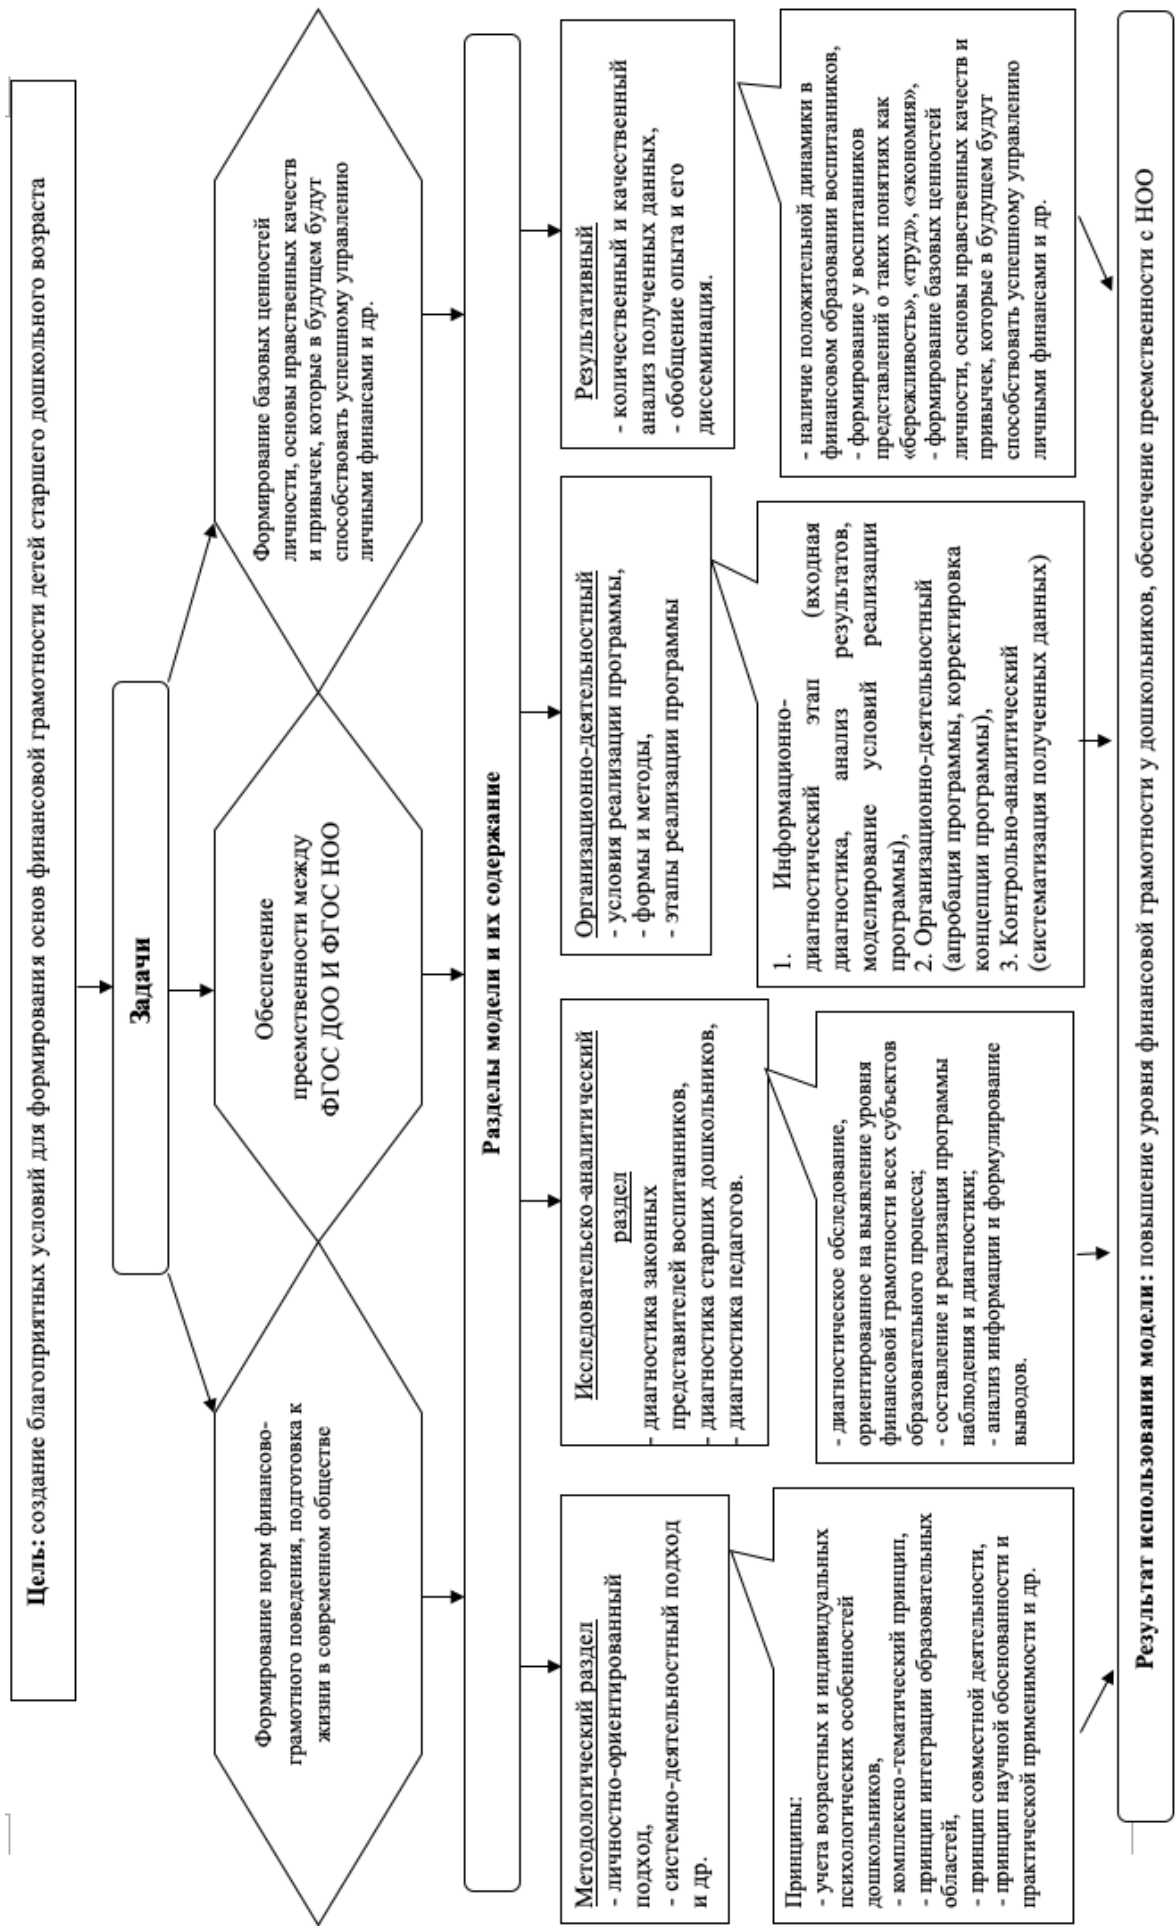 Цель: создание благоприятных условий для формирования основ финансовой грамотности детей старшего дошкольного возраста
Задачи
Формирование норм финансово-
грамотного поведения, подготовка к
жизни в современном обществе
Обеспечение
преемственности между
ФГОС ДОО И ФГОС НОО
Формирование базовых ценностей
личности, основы нравственных качеств
и привычек, которые в будущем будут
способствовать успешному управлению
личными финансами и др.
Разделы модели и их содержание
Методологический раздел
- личностно-ориентированный
подход,
- системно-деятельностный подход
и др.
Исследовательско-аналитический
раздел
- диагностика законных
представителей воспитанников,
- диагностика старших дошкольников,
- диагностика педагогов.
Организационно-деятельностный
- условия реализации программы,
- формы и методы,
- этапы реализации программы
Результативный
- количественный и качественный
анализ полученных данных,
- обобщение опыта и его
диссеминация.
Принципы:
- учета возрастных и индивидуальных
психологических особенностей
дошкольников,
- комплексно-тематический принцип,
- принцип интеграции образовательных
областей,
- принцип совместной деятельности,
- принцип научной обоснованности и
практической применимости и др.
- диагностическое обследование,
ориентированное на выявление уровня
финансовой грамотности всех субъектов
образовательного процесса;
- составление и реализация программы
наблюдения и диагностики;
- анализ информации и формулирование
выводов.
1. Информационно-
диагностический этап (входная
диагностика, анализ результатов,
моделирование условий реализации
программы),
2. Организационно-деятельностный
(апробация программы, корректировка
концепции программы),
3. Контрольно-аналитический
(систематизация полученных данных)
- наличие положительной динамики в
финансовом образовании воспитанников,
- формирование у воспитанников
представлений о таких понятиях как
«бережливость», «труд», «экономия»,
- формирование базовых ценностей
личности, основы нравственных качеств и
привычек, которые в будущем будут
способствовать успешному управлению
личными финансами и др.
Результат использования модели: повышение уровня финансовой грамотности у дошкольников, обеспечение преемственности с НОО